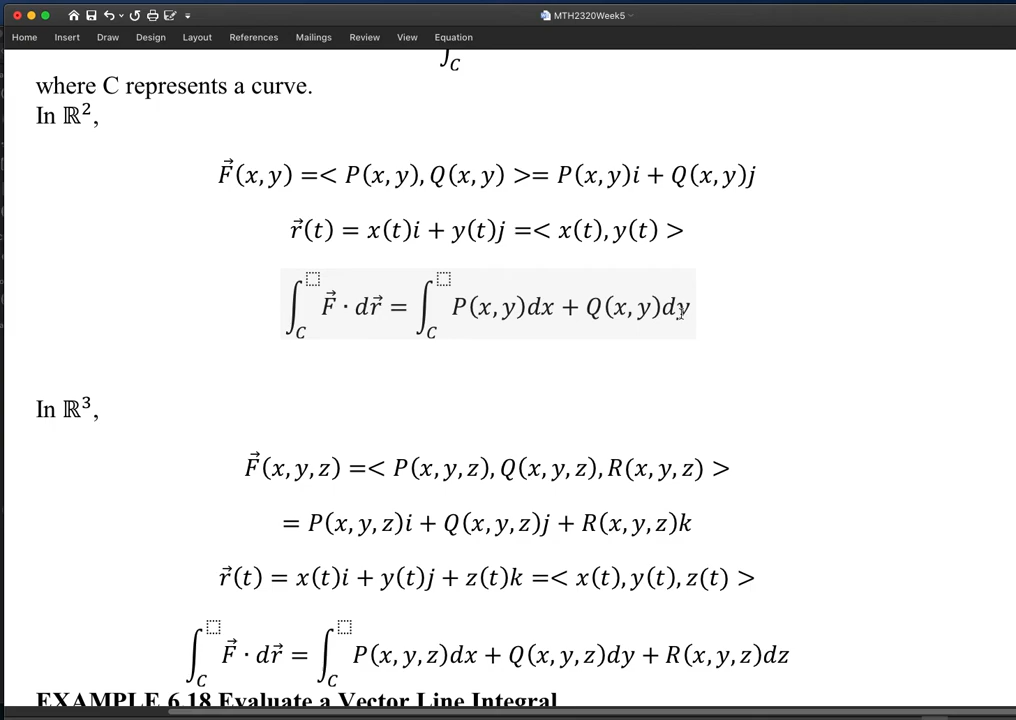 MTH2320Week5
Home Insert Draw Design Layout References Mailings Review View Equation
∫_C
where C represents a curve.
In ℝ²,
F⃗(x, y) =< P(x, y), Q(x, y) >= P(x, y)i + Q(x, y)j
r⃗(t) = x(t)i + y(t)j =< x(t), y(t) >
∫_C F⃗ · dr⃗ = ∫_C P(x, y)dx + Q(x, y)dy
In ℝ³,
F⃗(x, y, z) =< P(x, y, z), Q(x, y, z), R(x, y, z) >
= P(x, y, z)i + Q(x, y, z)j + R(x, y, z)k
r⃗(t) = x(t)i + y(t)j + z(t)k =< x(t), y(t), z(t) >
∫_C F⃗ · dr⃗ = ∫_C P(x, y, z)dx + Q(x, y, z)dy + R(x, y, z)dz
EXAMPLE 6.18 Evaluate a Vector Line Integral